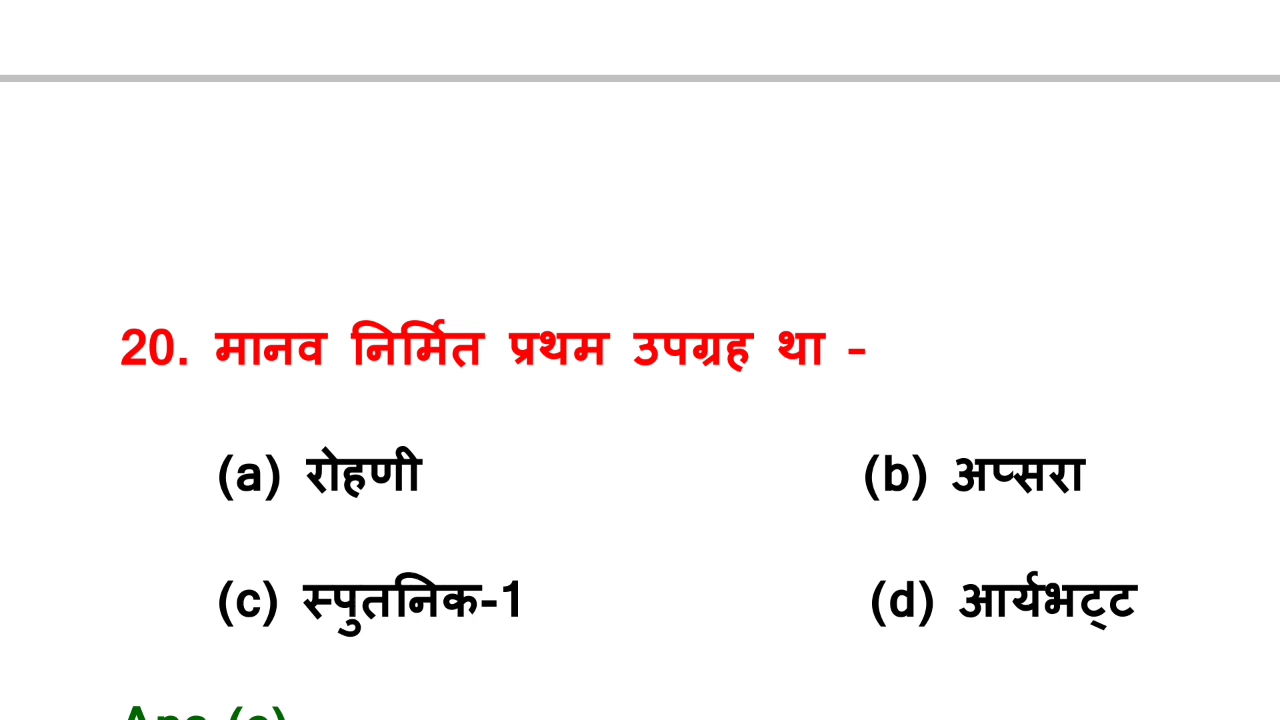 20. मानव निर्मित प्रथम उपग्रह था -
(a) रोहणी (b) अप्सरा
(c) स्पुतनिक-1 (d) आर्यभट्ट